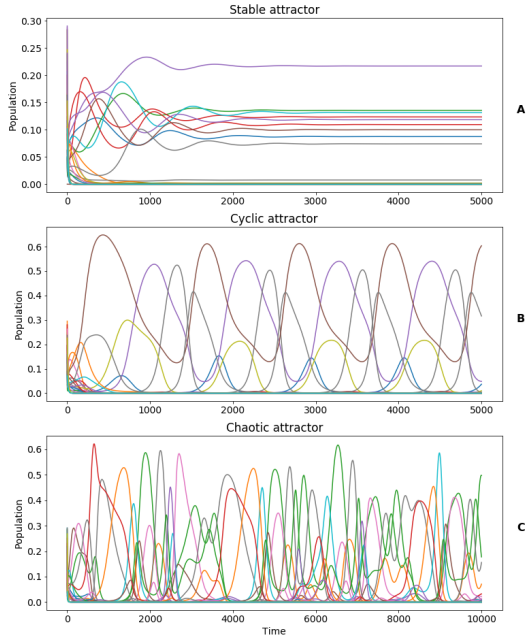 Stable attractor
0.30
0.25
0.20
0.15
0.10
0.05
0.00
Population
A
0 1000 2000 3000 4000 5000
Cyclic attractor
0.6
0.5
0.4
0.3
0.2
0.1
0.0
Population
B
0 1000 2000 3000 4000 5000
Chaotic attractor
0.6
0.5
0.4
0.3
0.2
0.1
0.0
Population
C
0 2000 4000 6000 8000 10000
Time